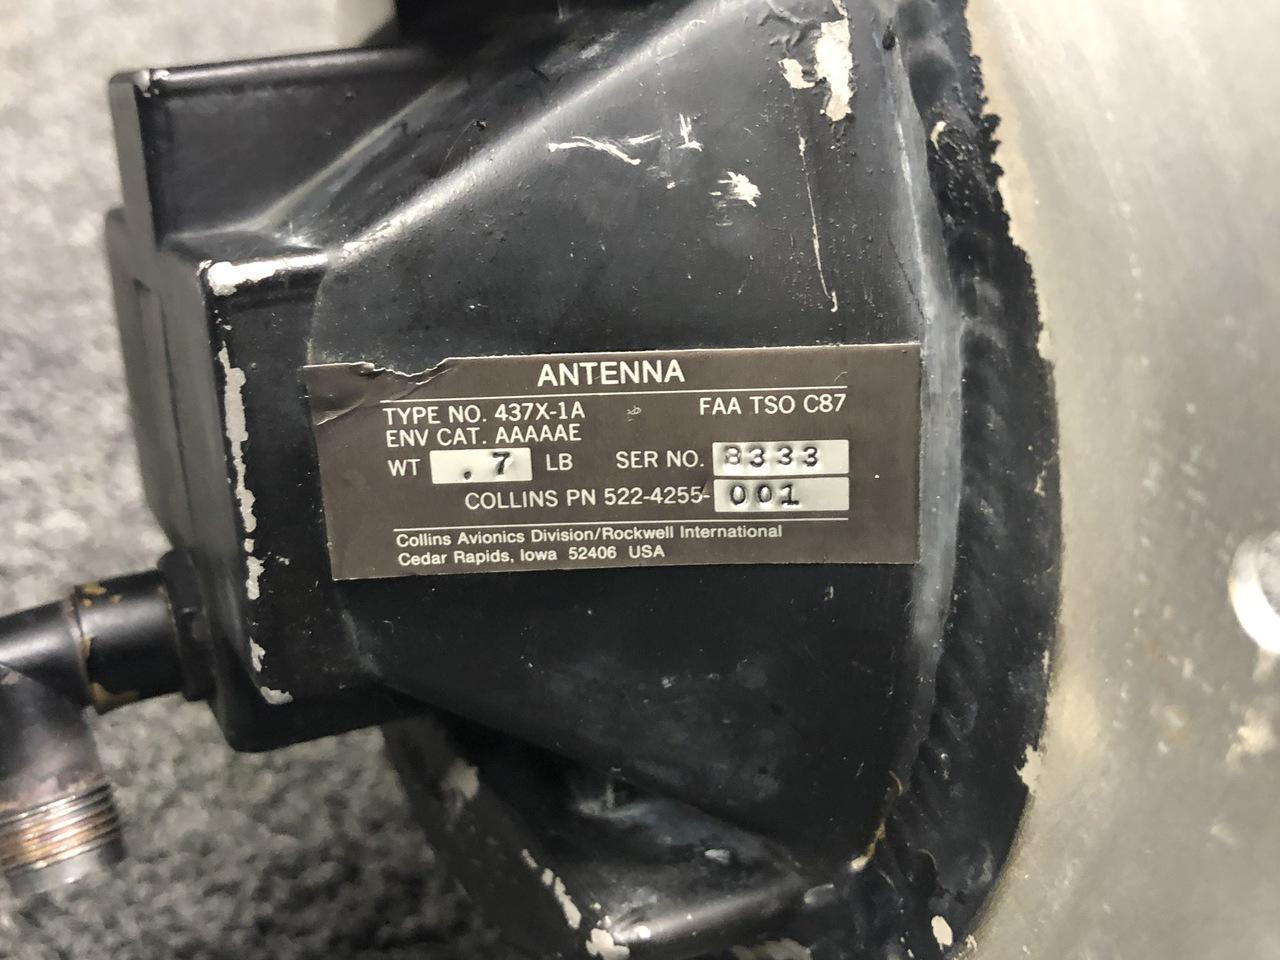 ANTENNA
TYPE NO. 437X-1A FAA TSO C87
ENV CAT. AAAAAE
WT .7 LB SER NO. 8333
COLLINS PN 522-4255-001
Collins Avionics Division/Rockwell International
Cedar Rapids, Iowa 52406 USA